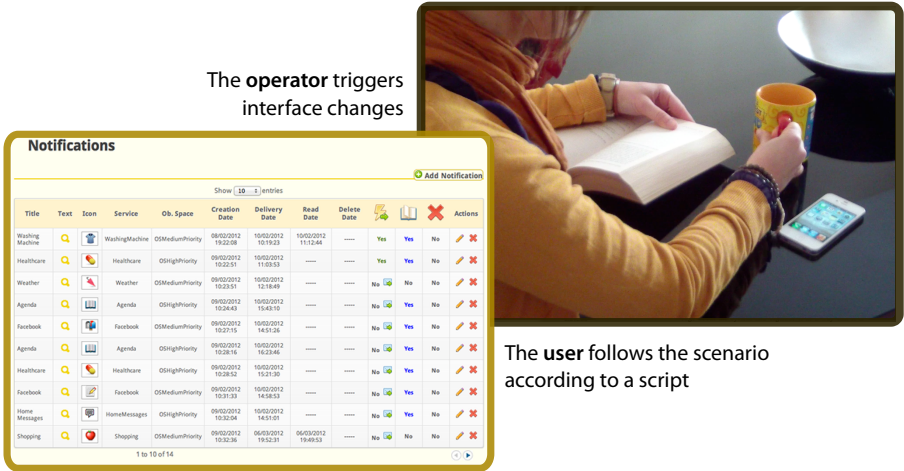 The operator triggers
interface changes
Notifications
Add Notification
Show 10 entries
Title Text Icon Service Ob. Space Creation Date Delivery Date Read Date Delete Date Actions
Washing Machine WashingMachine OSMediumPriority 08/02/2012 19:22:08 10/02/2012 10:19:23 10/02/2012 11:12:44 ----- Yes Yes No
Healthcare Healthcare OSHighPriority 09/02/2012 10:22:51 10/02/2012 11:03:53 ----- ----- Yes Yes No
Weather Weather OSMediumPriority 09/02/2012 10:23:51 10/02/2012 12:18:49 ----- ----- No No No
Agenda Agenda OSHighPriority 09/02/2012 10:24:43 10/02/2012 15:43:10 ----- ----- No Yes No
Facebook Facebook OSMediumPriority 09/02/2012 10:27:15 10/02/2012 14:51:26 ----- ----- No Yes No
Agenda Agenda OSHighPriority 09/02/2012 10:28:16 10/02/2012 16:23:46 ----- ----- No Yes No
Healthcare Healthcare OSHighPriority 09/02/2012 10:28:52 10/02/2012 15:21:30 ----- ----- No Yes No
Facebook Facebook OSMediumPriority 09/02/2012 10:31:33 10/02/2012 14:58:53 ----- ----- No Yes No
Home Messages HomeMessages OSHighPriority 09/02/2012 10:32:04 10/02/2012 14:51:01 ----- ----- No Yes No
Shopping Shopping OSMediumPriority 09/02/2012 10:32:36 06/03/2012 19:52:31 06/03/2012 19:49:53 ----- No No No
1 to 10 of 14
The user follows the scenario
according to a script